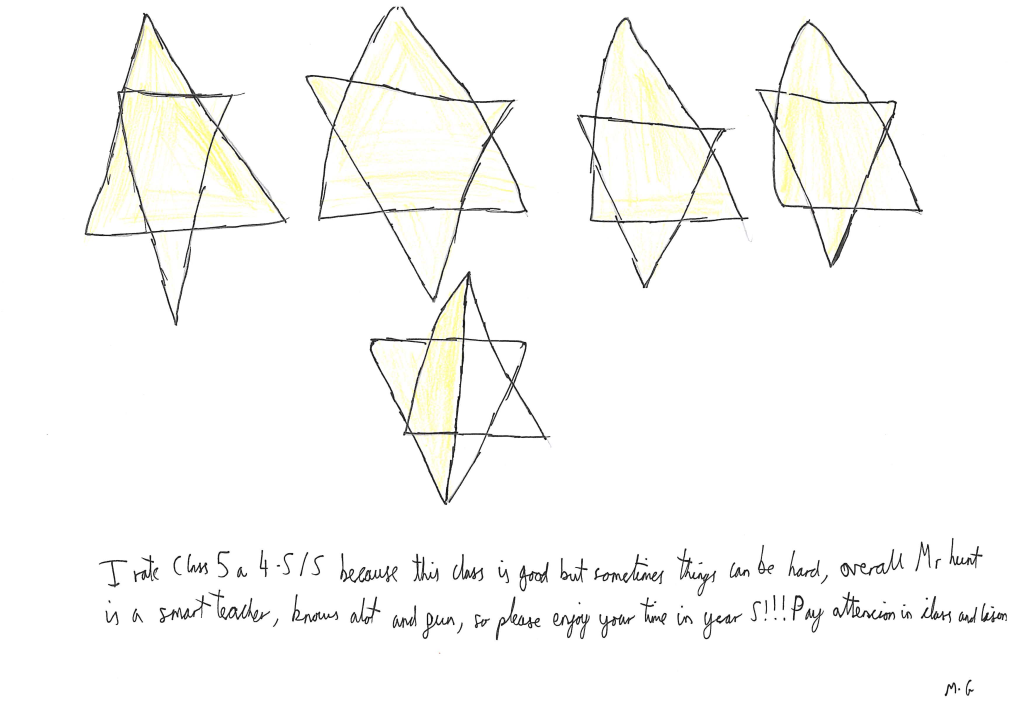 I rate Class 5 a 4.5/5 because this class is good but sometimes things can be hard, overall Mr hunt
is a smart teacher, knows alot and gun, so please enjoy your time in year 5!!! Pay attencion in class and lisen
M.G